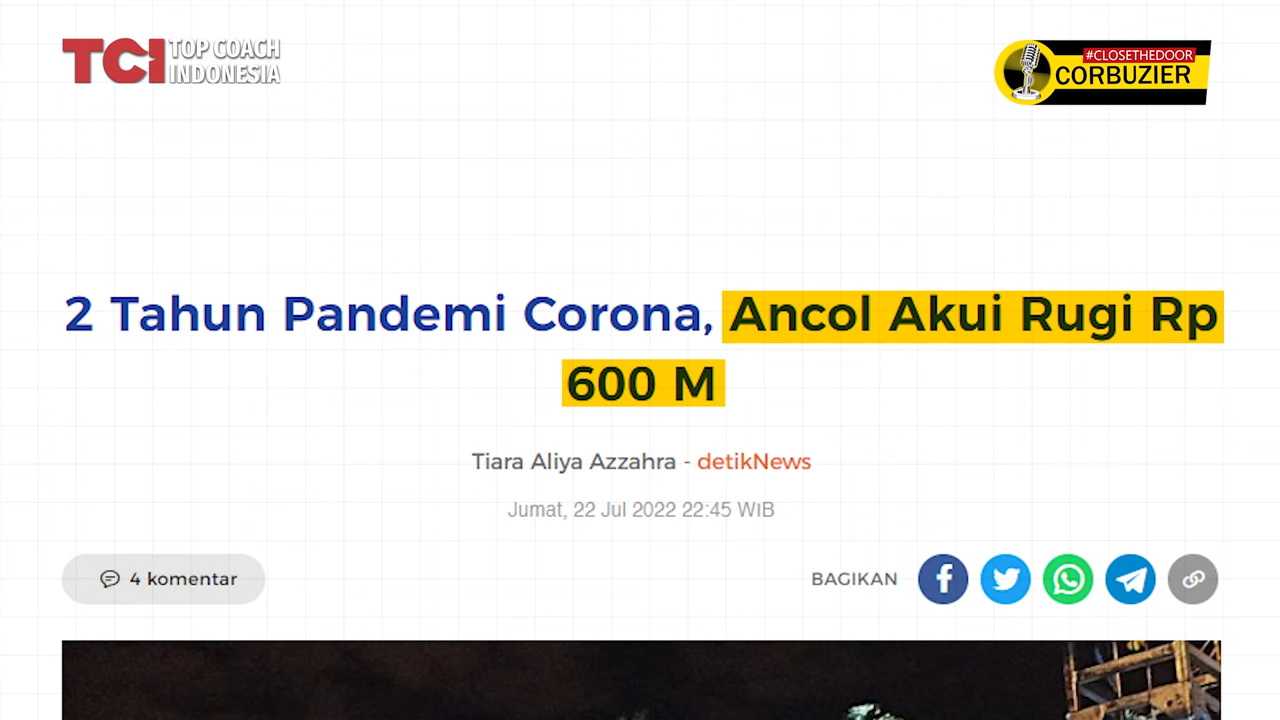 TCI TOP COACH
INDONESIA
#CLOSETHEDOOR
CORBUZIER
2 Tahun Pandemi Corona, Ancol Akui Rugi Rp
600 M
Tiara Aliya Azzahra - detikNews
Jumat, 22 Jul 2022 22:45 WIB
4 komentar
BAGIKAN